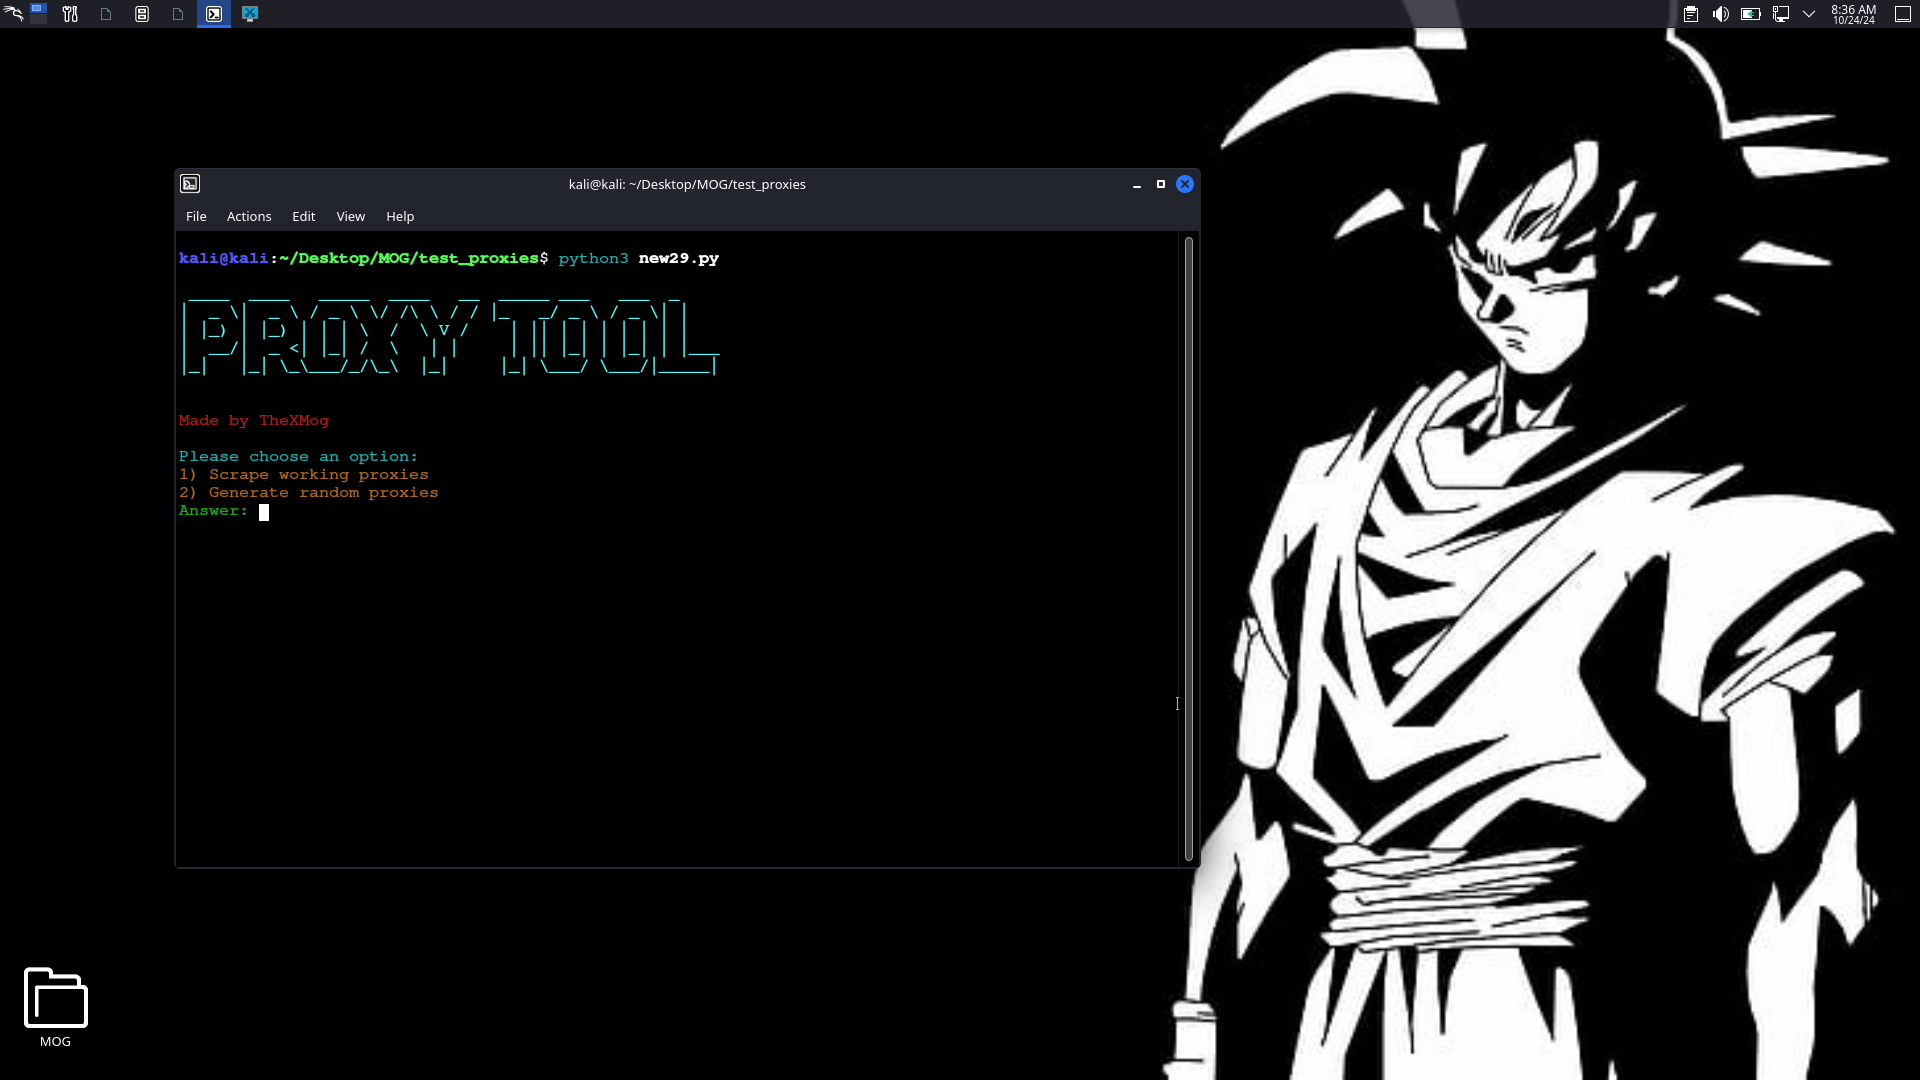 8:36 AM
10/24/24
kali@kali: ~/Desktop/MOG/test_proxies
File Actions Edit View Help
kali@kali:~/Desktop/MOG/test_proxies$ python3 new29.py
PROXY TOOL
Made by TheXMog
Please choose an option:
1) Scrape working proxies
2) Generate random proxies
Answer:
MOG